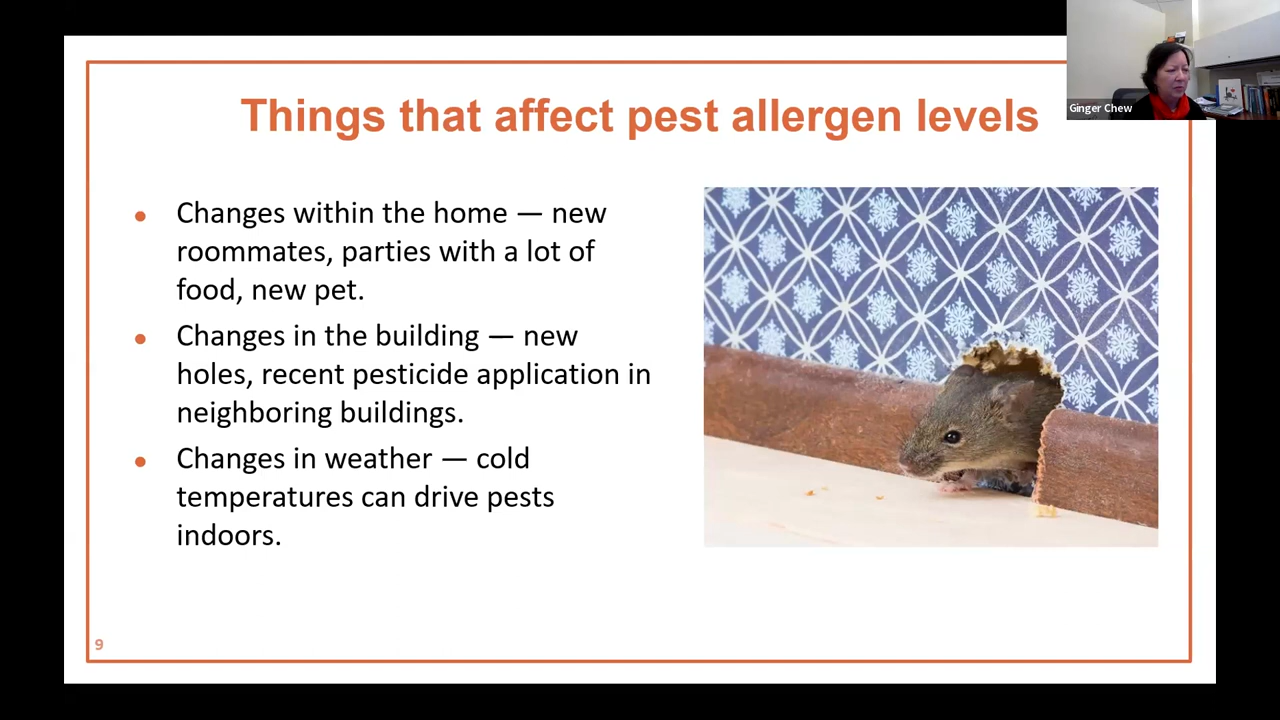 Things that affect pest allergen levels
Ginger Chew
● Changes within the home — new
roommates, parties with a lot of
food, new pet.
● Changes in the building — new
holes, recent pesticide application in
neighboring buildings.
● Changes in weather — cold
temperatures can drive pests
indoors.
9